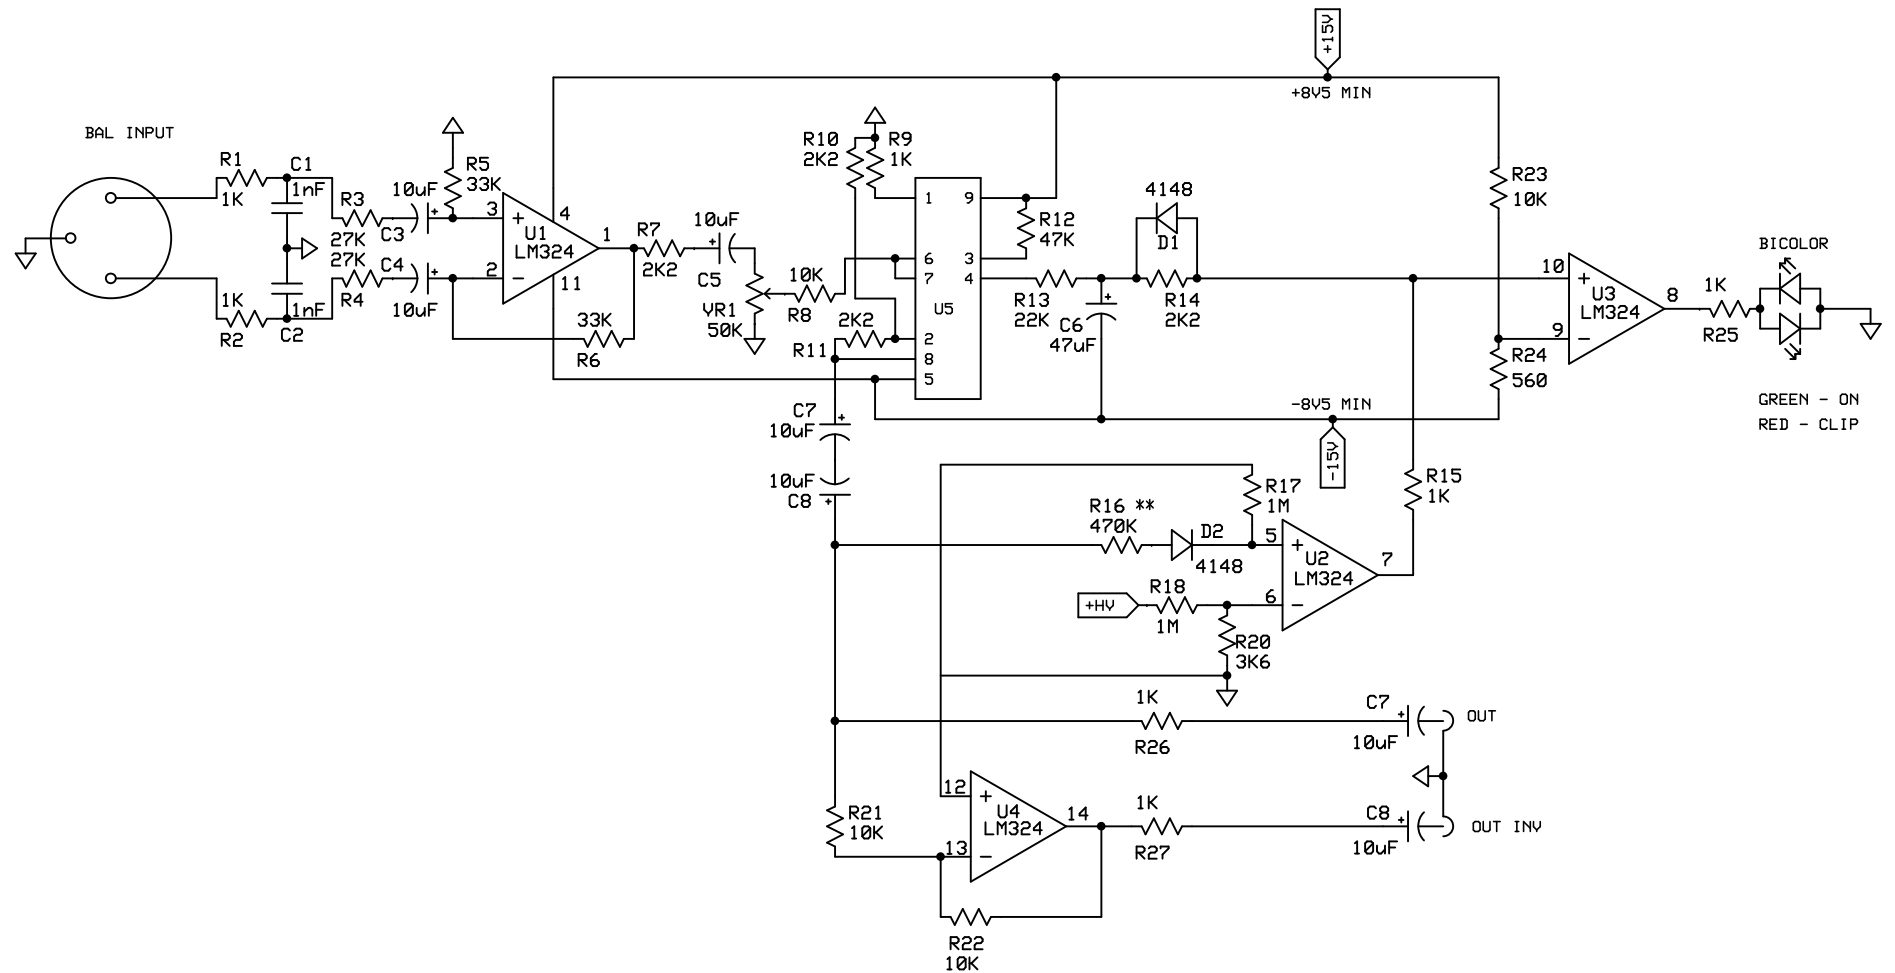 BAL INPUT
R1
1K
C1
1nF
R3
27K
10uF
C3
R5
33K
27K
R4
C4
10uF
1K
R2
1nF
C2
3
2
4
11
1
U1
LM324
33K
R6
R7
2K2
10uF
C5
VR1
50K
10K
R8
R10
2K2
R9
1K
2K2
R11
1
6
7
2
8
5
9
3
4
U5
R12
47K
R13
22K
C6
47uF
4148
D1
R14
2K2
+15V
+8V5 MIN
-8V5 MIN
-15V
R23
10K
R24
560
10
9
8
U3
LM324
1K
R25
BICOLOR
GREEN - ON
RED - CLIP
C7
10uF
10uF
C8
R16 **
470K
D2
4148
R17
1M
R15
1K
5
6
7
U2
LM324
+HV
R18
1M
R20
3K6
1K
R26
C7
10uF
OUT
R21
10K
12
13
14
U4
LM324
1K
R27
C8
10uF
OUT INV
R22
10K